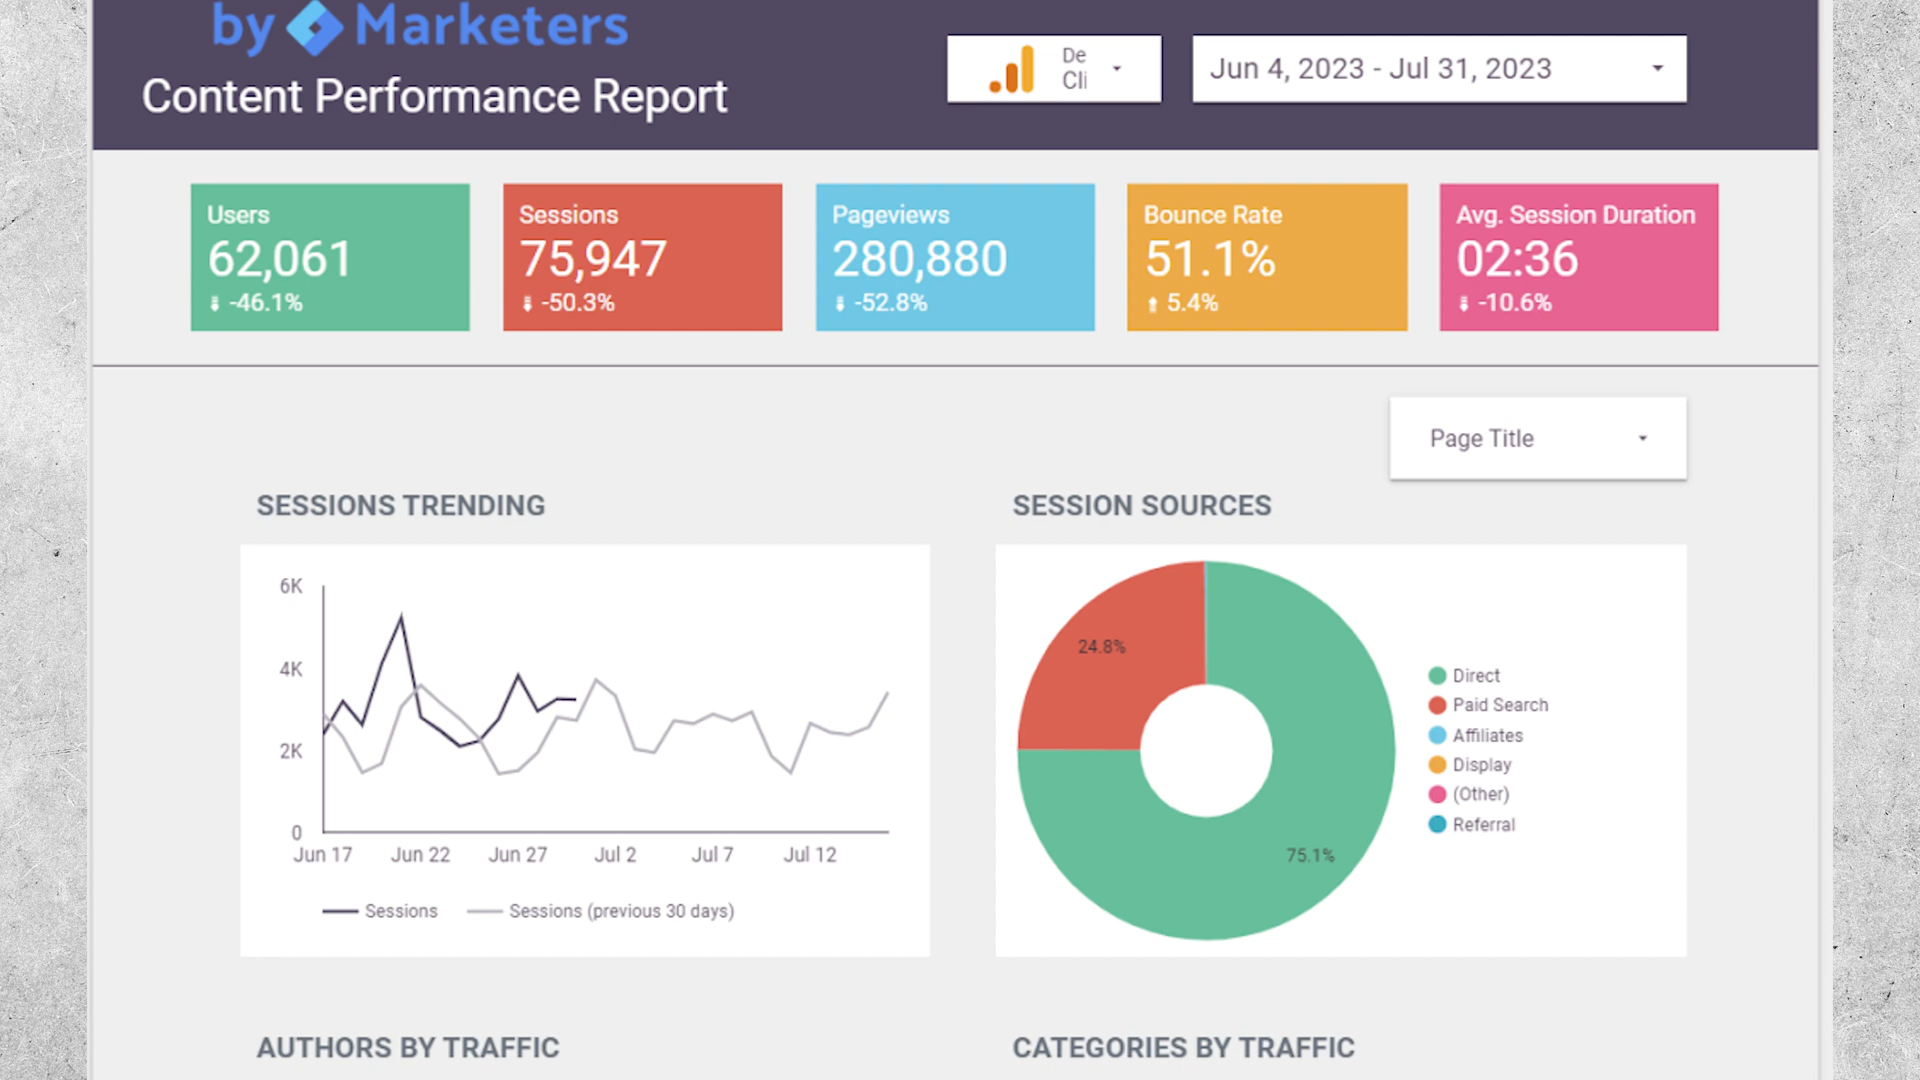 by Marketers
Content Performance Report
De
Cli
Jun 4, 2023 - Jul 31, 2023
Users
62,061
-46.1%
Sessions
75,947
-50.3%
Pageviews
280,880
-52.8%
Bounce Rate
51.1%
5.4%
Avg. Session Duration
02:36
-10.6%
Page Title
SESSIONS TRENDING
6K
4K
2K
0
Jun 17 Jun 22 Jun 27 Jul 2 Jul 7 Jul 12
Sessions Sessions (previous 30 days)
SESSION SOURCES
24.8%
75.1%
Direct
Paid Search
Affiliates
Display
(Other)
Referral
AUTHORS BY TRAFFIC
CATEGORIES BY TRAFFIC